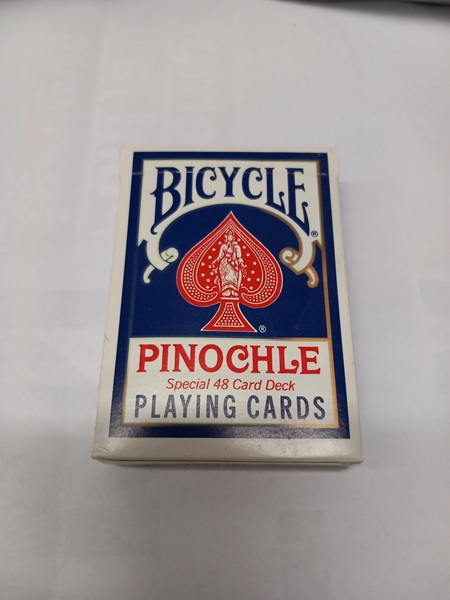 BICYCLE®
®
PINOCHLE
Special 48 Card Deck
PLAYING CARDS